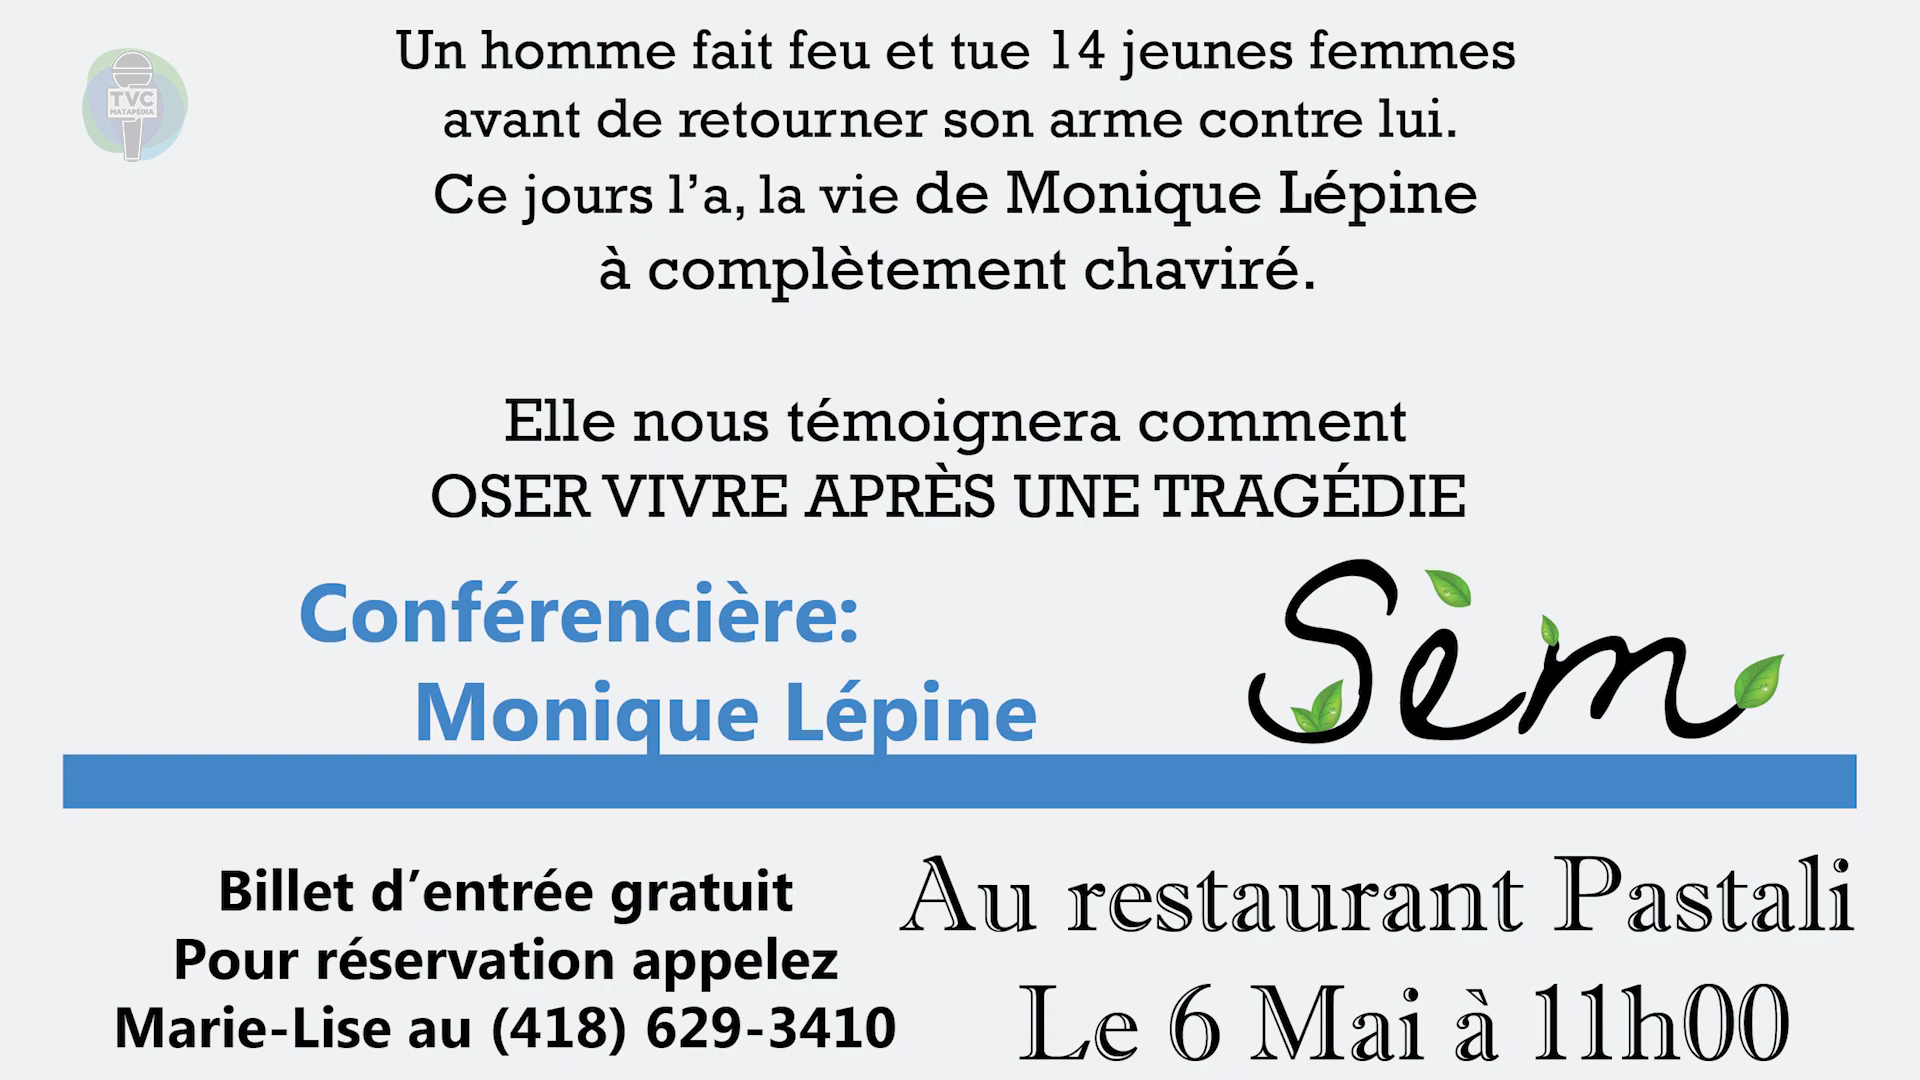 TVC
MATAPÉDIA
Un homme fait feu et tue 14 jeunes femmes
avant de retourner son arme contre lui.
Ce jours l’a, la vie de Monique Lépine
à complètement chaviré.
Elle nous témoignera comment
OSER VIVRE APRÈS UNE TRAGÉDIE
Conférencière:
Monique Lépine
Sèm
Billet d’entrée gratuit
Pour réservation appelez
Marie-Lise au (418) 629-3410
Au restaurant Pastali
Le 6 Mai à 11h00